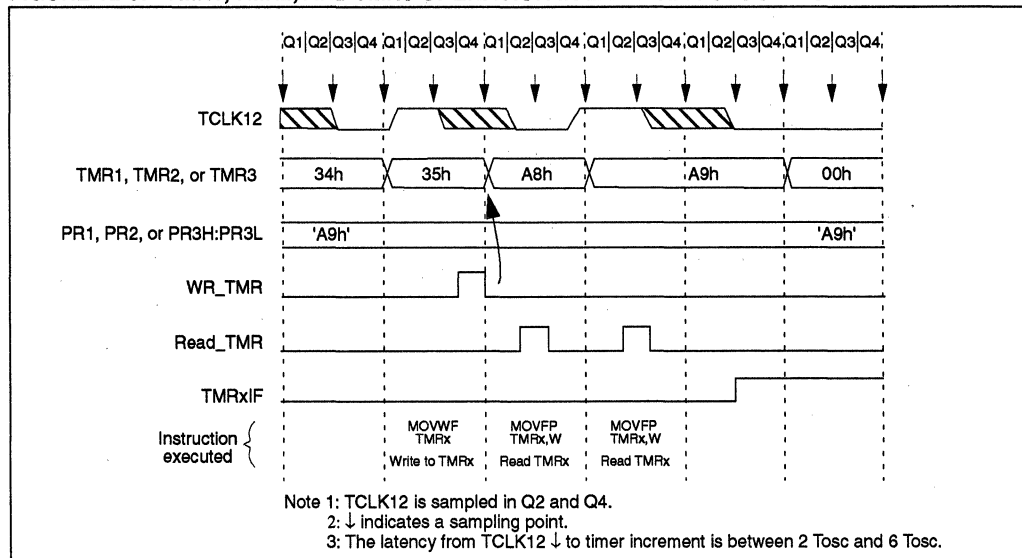 Q1|Q2|Q3|Q4 Q1|Q2|Q3|Q4 Q1|Q2|Q3|Q4 Q1|Q2|Q3|Q4 Q1|Q2|Q3|Q4 Q1|Q2|Q3|Q4
TCLK12
TMR1, TMR2, or TMR3 34h 35h A8h A9h 00h
PR1, PR2, or PR3H:PR3L 'A9h' 'A9h'
WR_TMR
Read_TMR
TMRxIF
Instruction executed
MOVWF TMRx
Write to TMRx
MOVFP TMRx,W
Read TMRx
MOVFP TMRx,W
Read TMRx
Note 1: TCLK12 is sampled in Q2 and Q4.
2: ↓ indicates a sampling point.
3: The latency from TCLK12 ↓ to timer increment is between 2 Tosc and 6 Tosc.